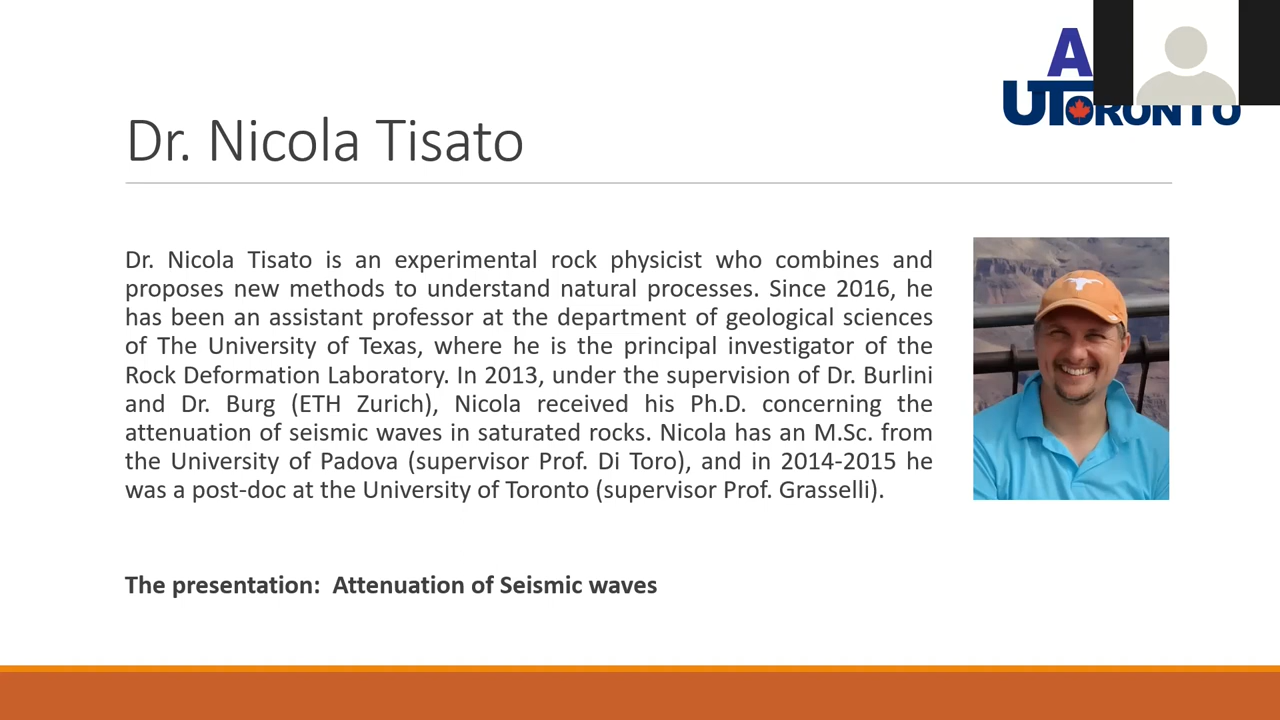 A
UTORONTO
Dr. Nicola Tisato
Dr. Nicola Tisato is an experimental rock physicist who combines and
proposes new methods to understand natural processes. Since 2016, he
has been an assistant professor at the department of geological sciences
of The University of Texas, where he is the principal investigator of the
Rock Deformation Laboratory. In 2013, under the supervision of Dr. Burlini
and Dr. Burg (ETH Zurich), Nicola received his Ph.D. concerning the
attenuation of seismic waves in saturated rocks. Nicola has an M.Sc. from
the University of Padova (supervisor Prof. Di Toro), and in 2014-2015 he
was a post-doc at the University of Toronto (supervisor Prof. Grasselli).
The presentation: Attenuation of Seismic waves